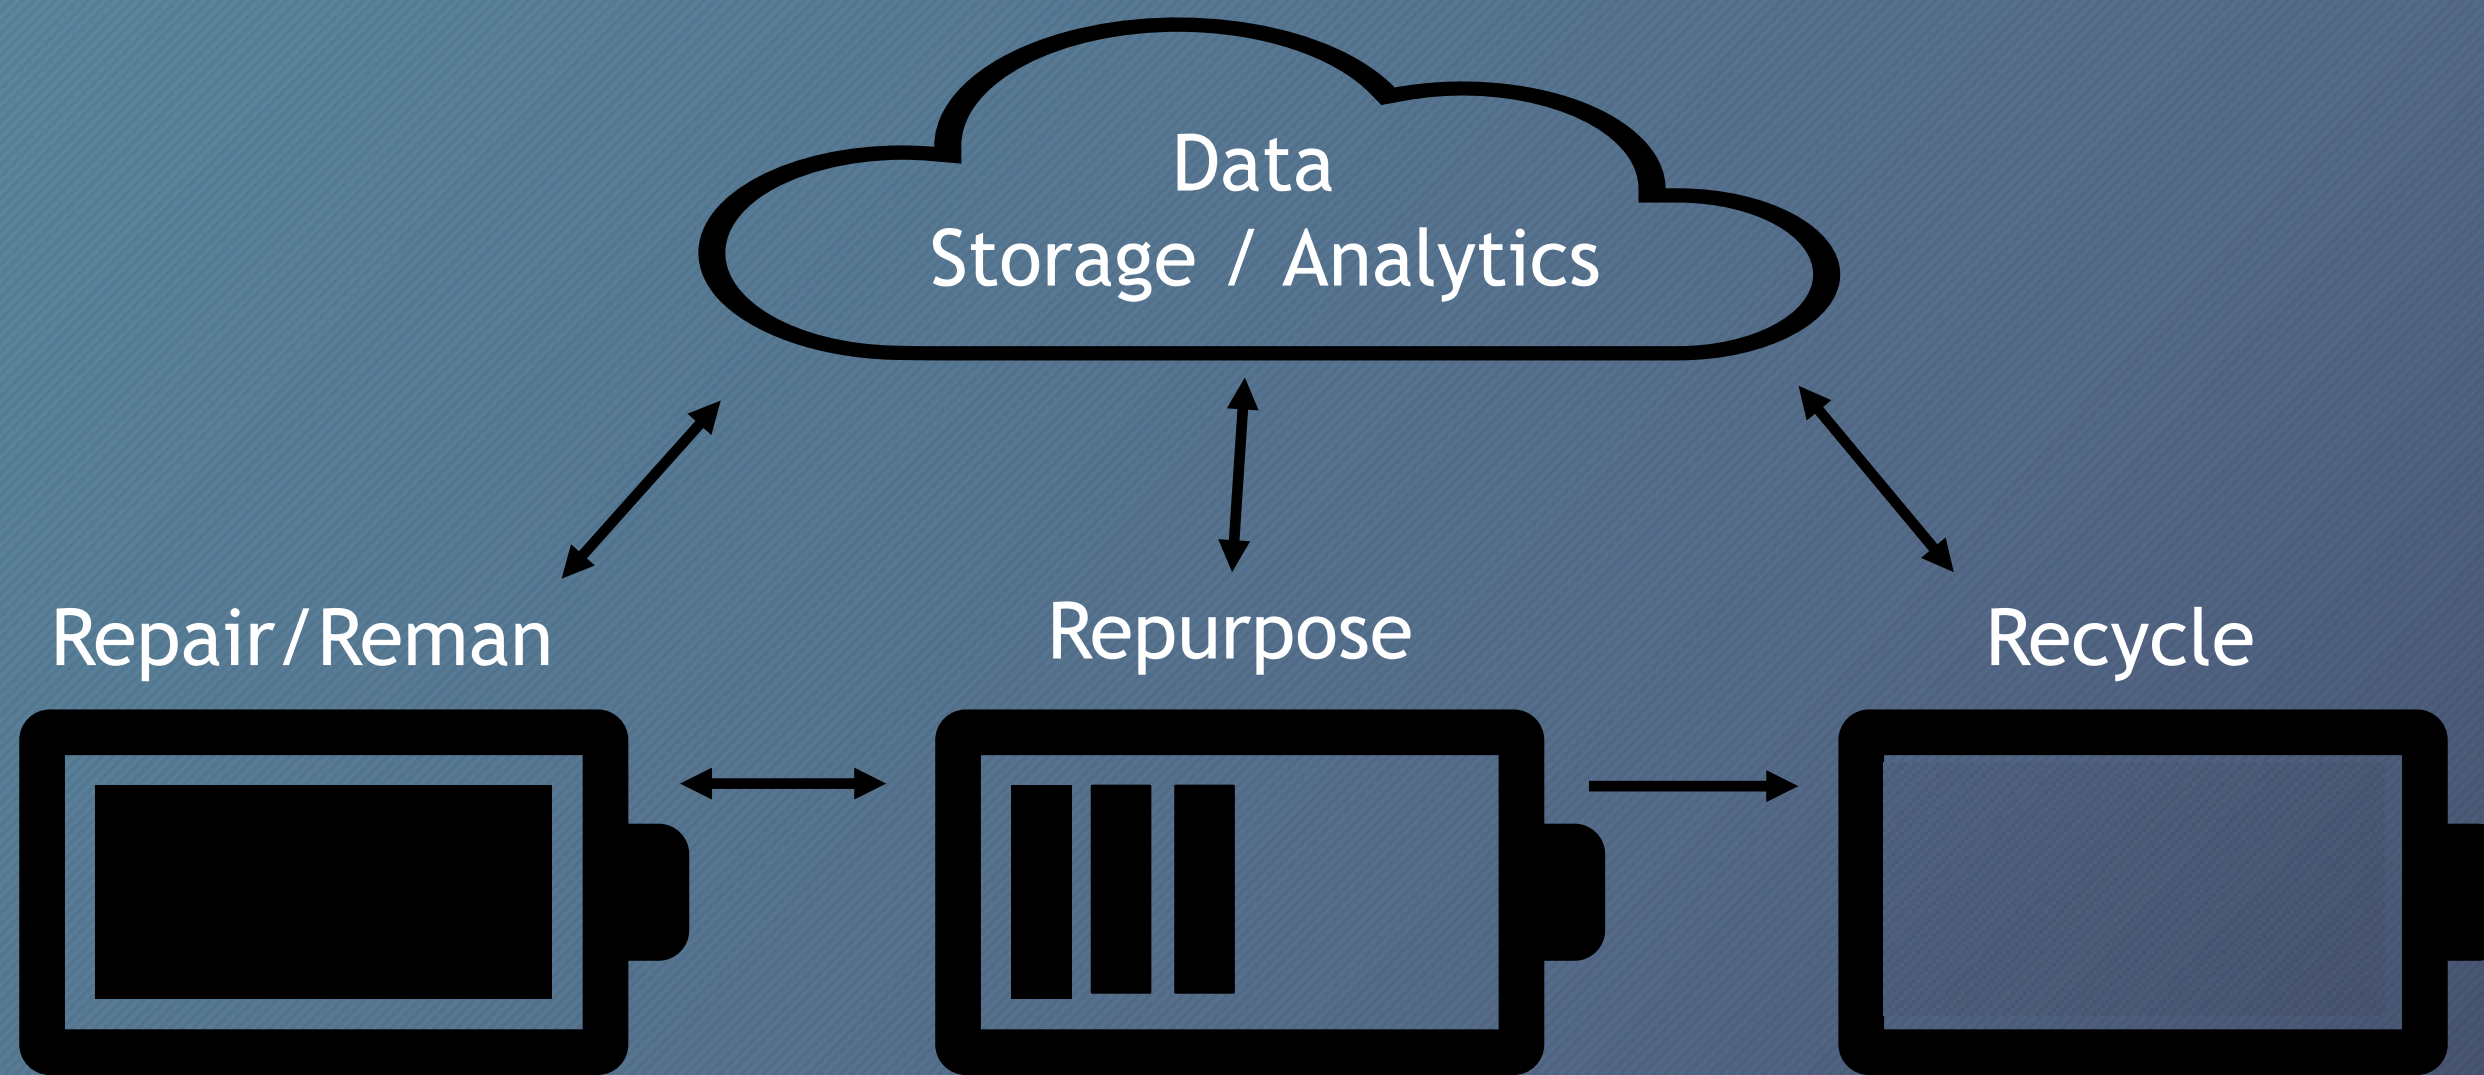 Data
Storage / Analytics
Repair/Reman
Repurpose
Recycle